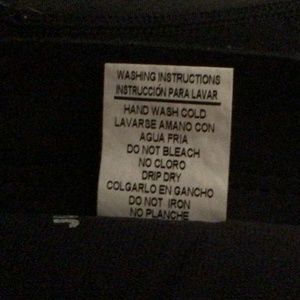 WASHING INSTRUCTIONS
INSTRUCCIÓN PARA LAVAR
HAND WASH COLD
LAVARSE AMANO CON
AGUA FRIA
DO NOT BLEACH
NO CLORO
DRIP DRY
COLGARLO EN GANCHO
DO NOT IRON
NO PLANCHE